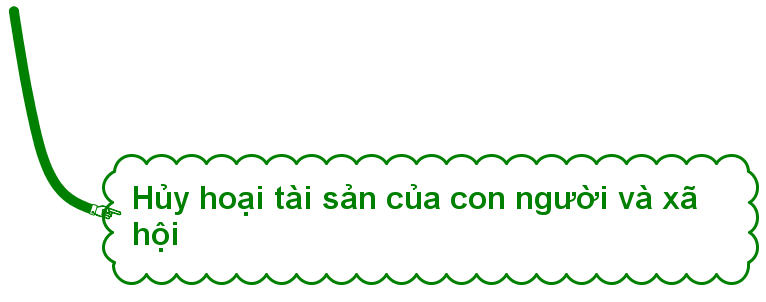 Hủy hoại tài sản của con người và xã
hội